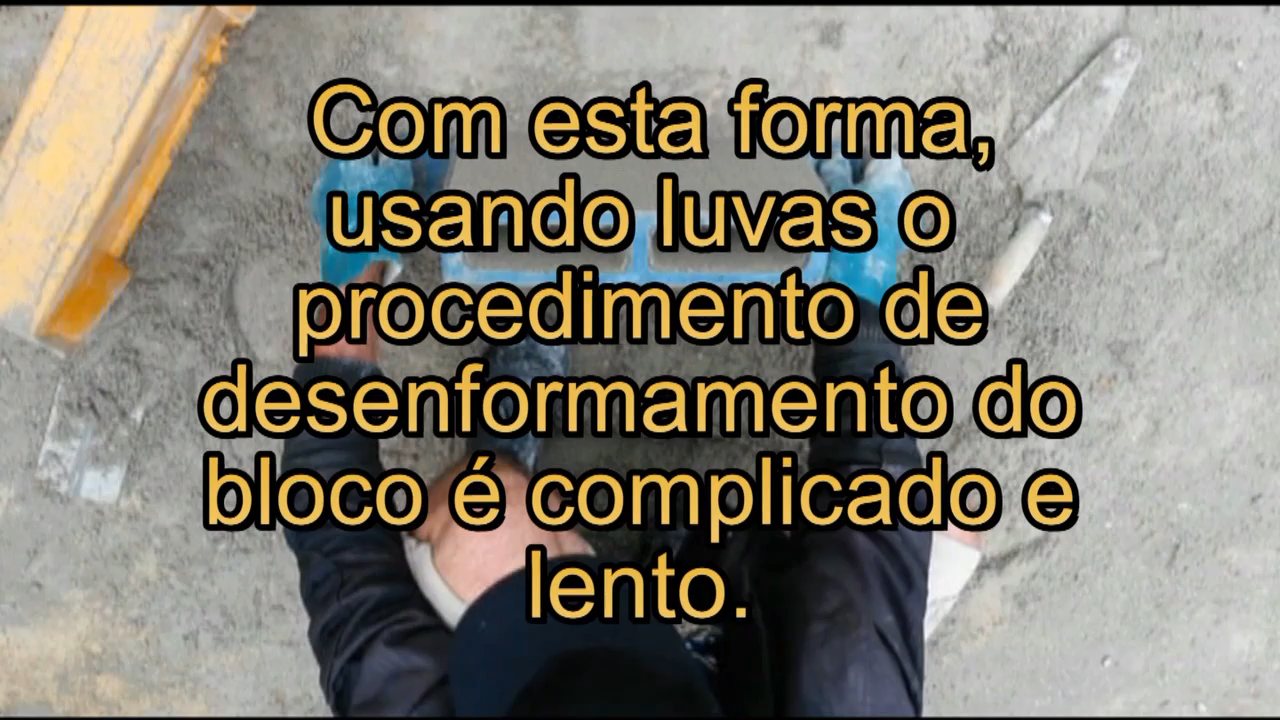 Com esta forma,
usando luvas o
procedimento de
desenformamento do
bloco é complicado e
lento.